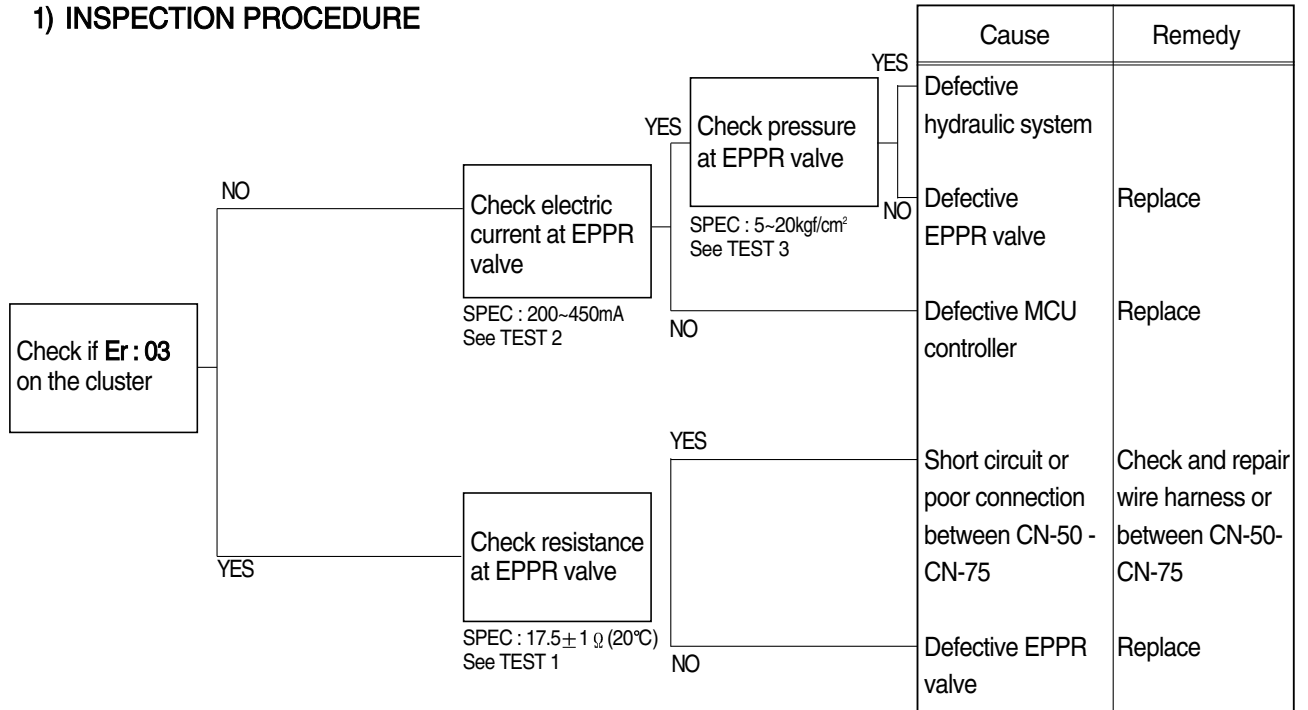 1) INSPECTION PROCEDURE
Cause
Remedy
Check if Er : 03
on the cluster
NO
YES
Check electric
current at EPPR
valve
SPEC : 200~450mA
See TEST 2
YES
NO
Check pressure
at EPPR valve
SPEC : 5~20kgf/cm²
See TEST 3
YES
NO
Check resistance
at EPPR valve
SPEC : 17.5±1 Ω (20℃)
See TEST 1
YES
NO
Defective
hydraulic system
Defective
EPPR valve
Replace
Defective MCU
controller
Replace
Short circuit or
poor connection
between CN-50 -
CN-75
Check and repair
wire harness or
between CN-50-
CN-75
Defective EPPR
valve
Replace